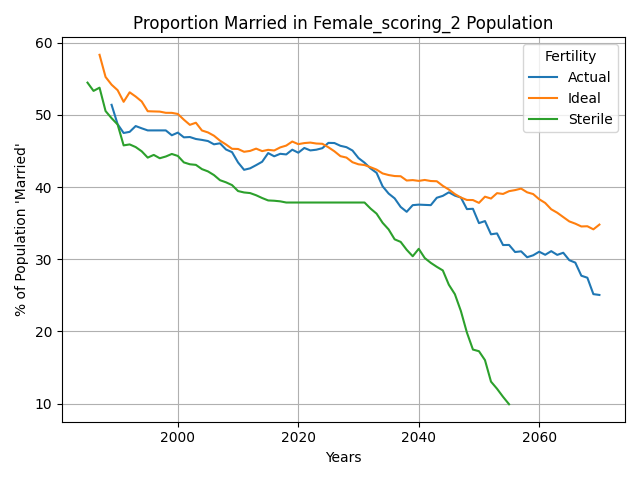 Proportion Married in Female_scoring_2 Population
Fertility
Actual
Ideal
Sterile
% of Population 'Married'
60
50
40
30
20
10
2000 2020 2040 2060
Years